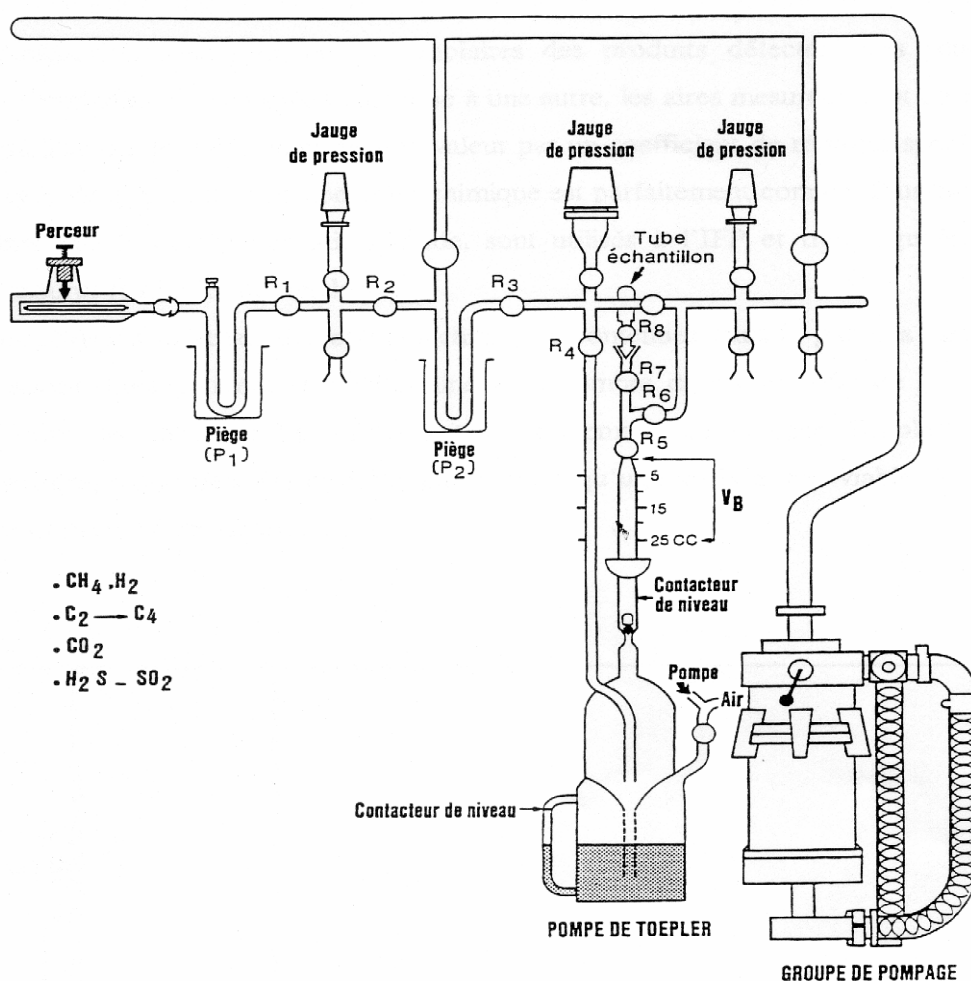 Jauge
de pression
Jauge
de pression
Jauge
de pression
Perceur
Tube
échantillon
R1
R2
R3
R4
R8
R7
R6
R5
Piège
(P1)
Piège
(P2)
5
15
25 CC
VB
. CH4 , H2
. C2 → C4
. CO2
. H2 S - SO2
Contacteur
de niveau
Pompe
Air
Contacteur de niveau
POMPE DE TOEPLER
GROUPE DE POMPAGE